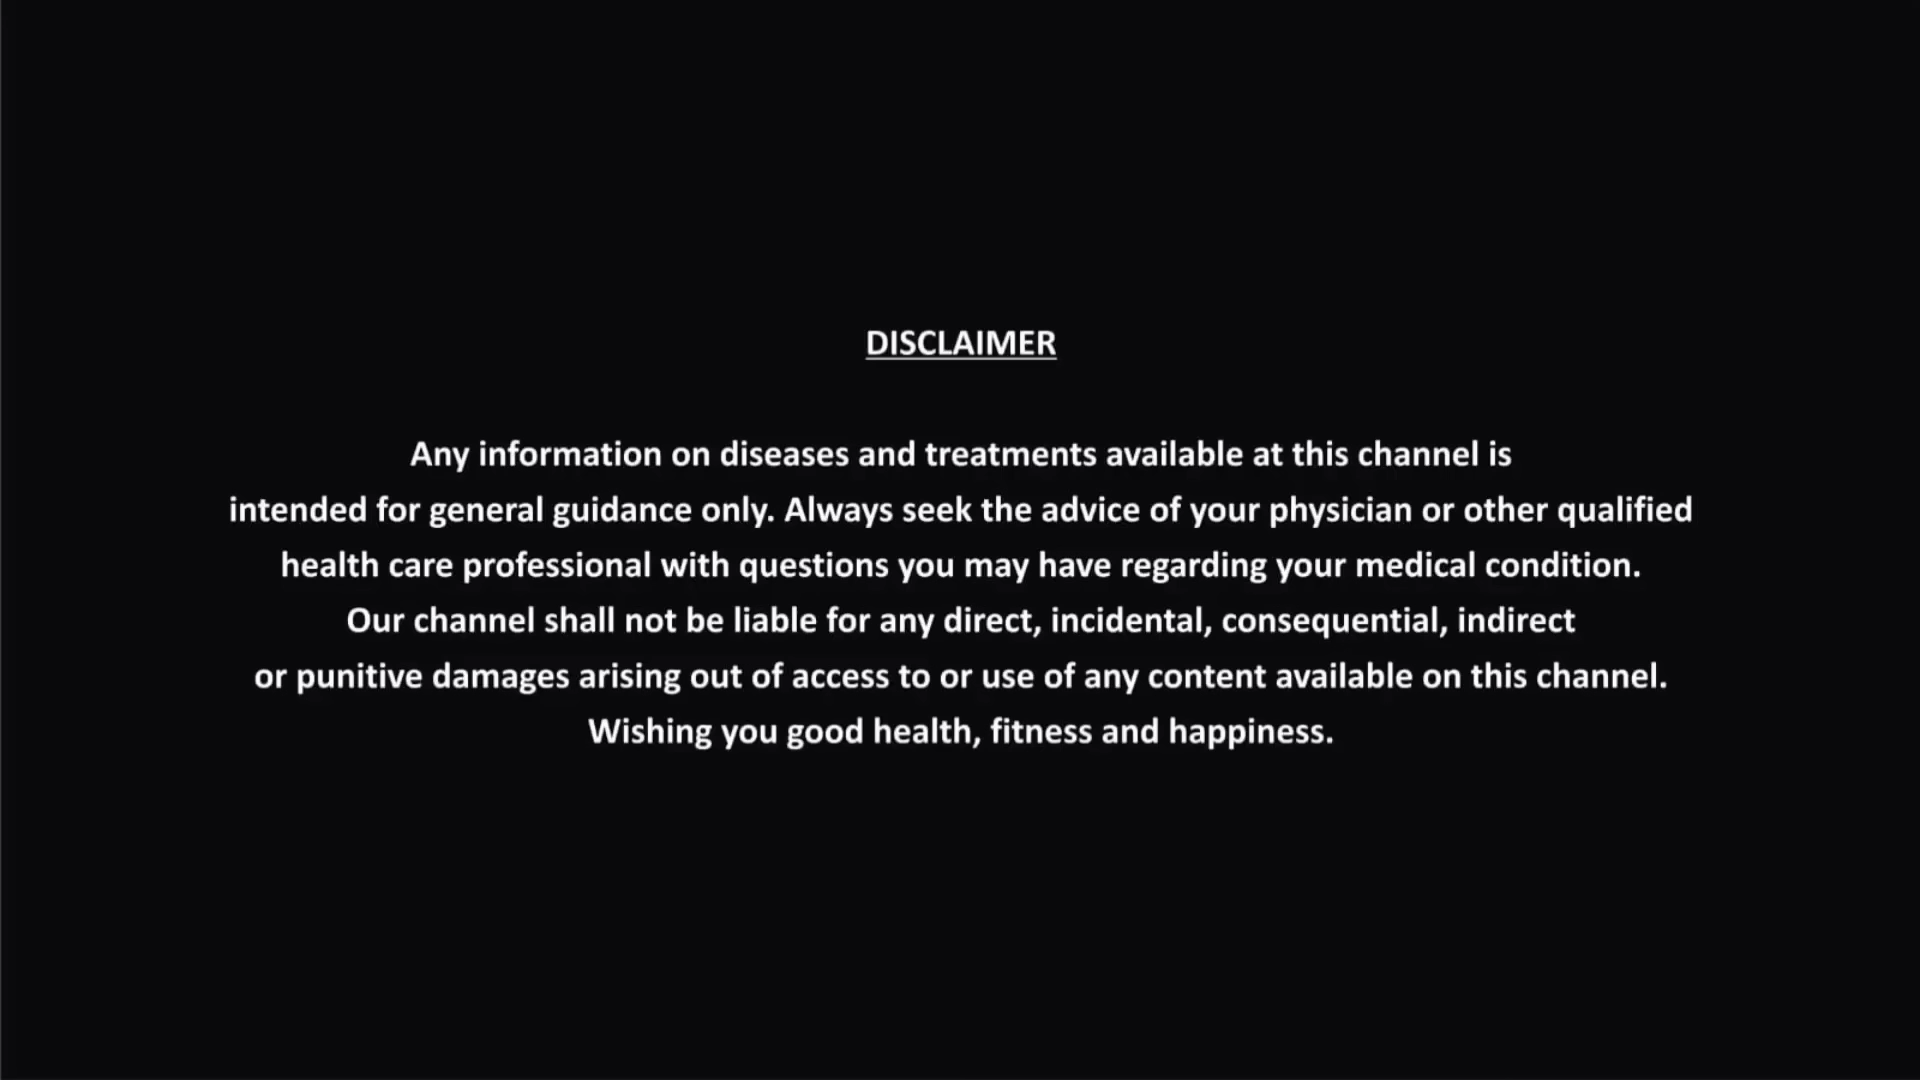 DISCLAIMER
Any information on diseases and treatments available at this channel is
intended for general guidance only. Always seek the advice of your physician or other qualified
health care professional with questions you may have regarding your medical condition.
Our channel shall not be liable for any direct, incidental, consequential, indirect
or punitive damages arising out of access to or use of any content available on this channel.
Wishing you good health, fitness and happiness.